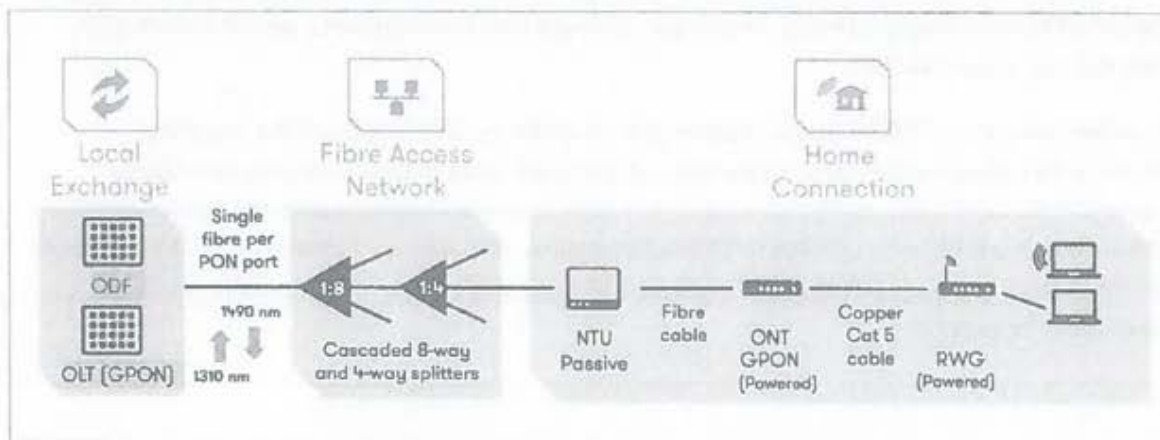 Local
Exchange
Fibre Access
Network
Home
Connection
Single
fibre per
PON port
ODF
OLT (GPON)
1490 nm
1310 nm
1:8
1:4
Cascaded 8-way
and 4-way splitters
NTU
Passive
Fibre
cable
ONT
GPON
(Powered)
Copper
Cat 5
cable
RWG
(Powered)